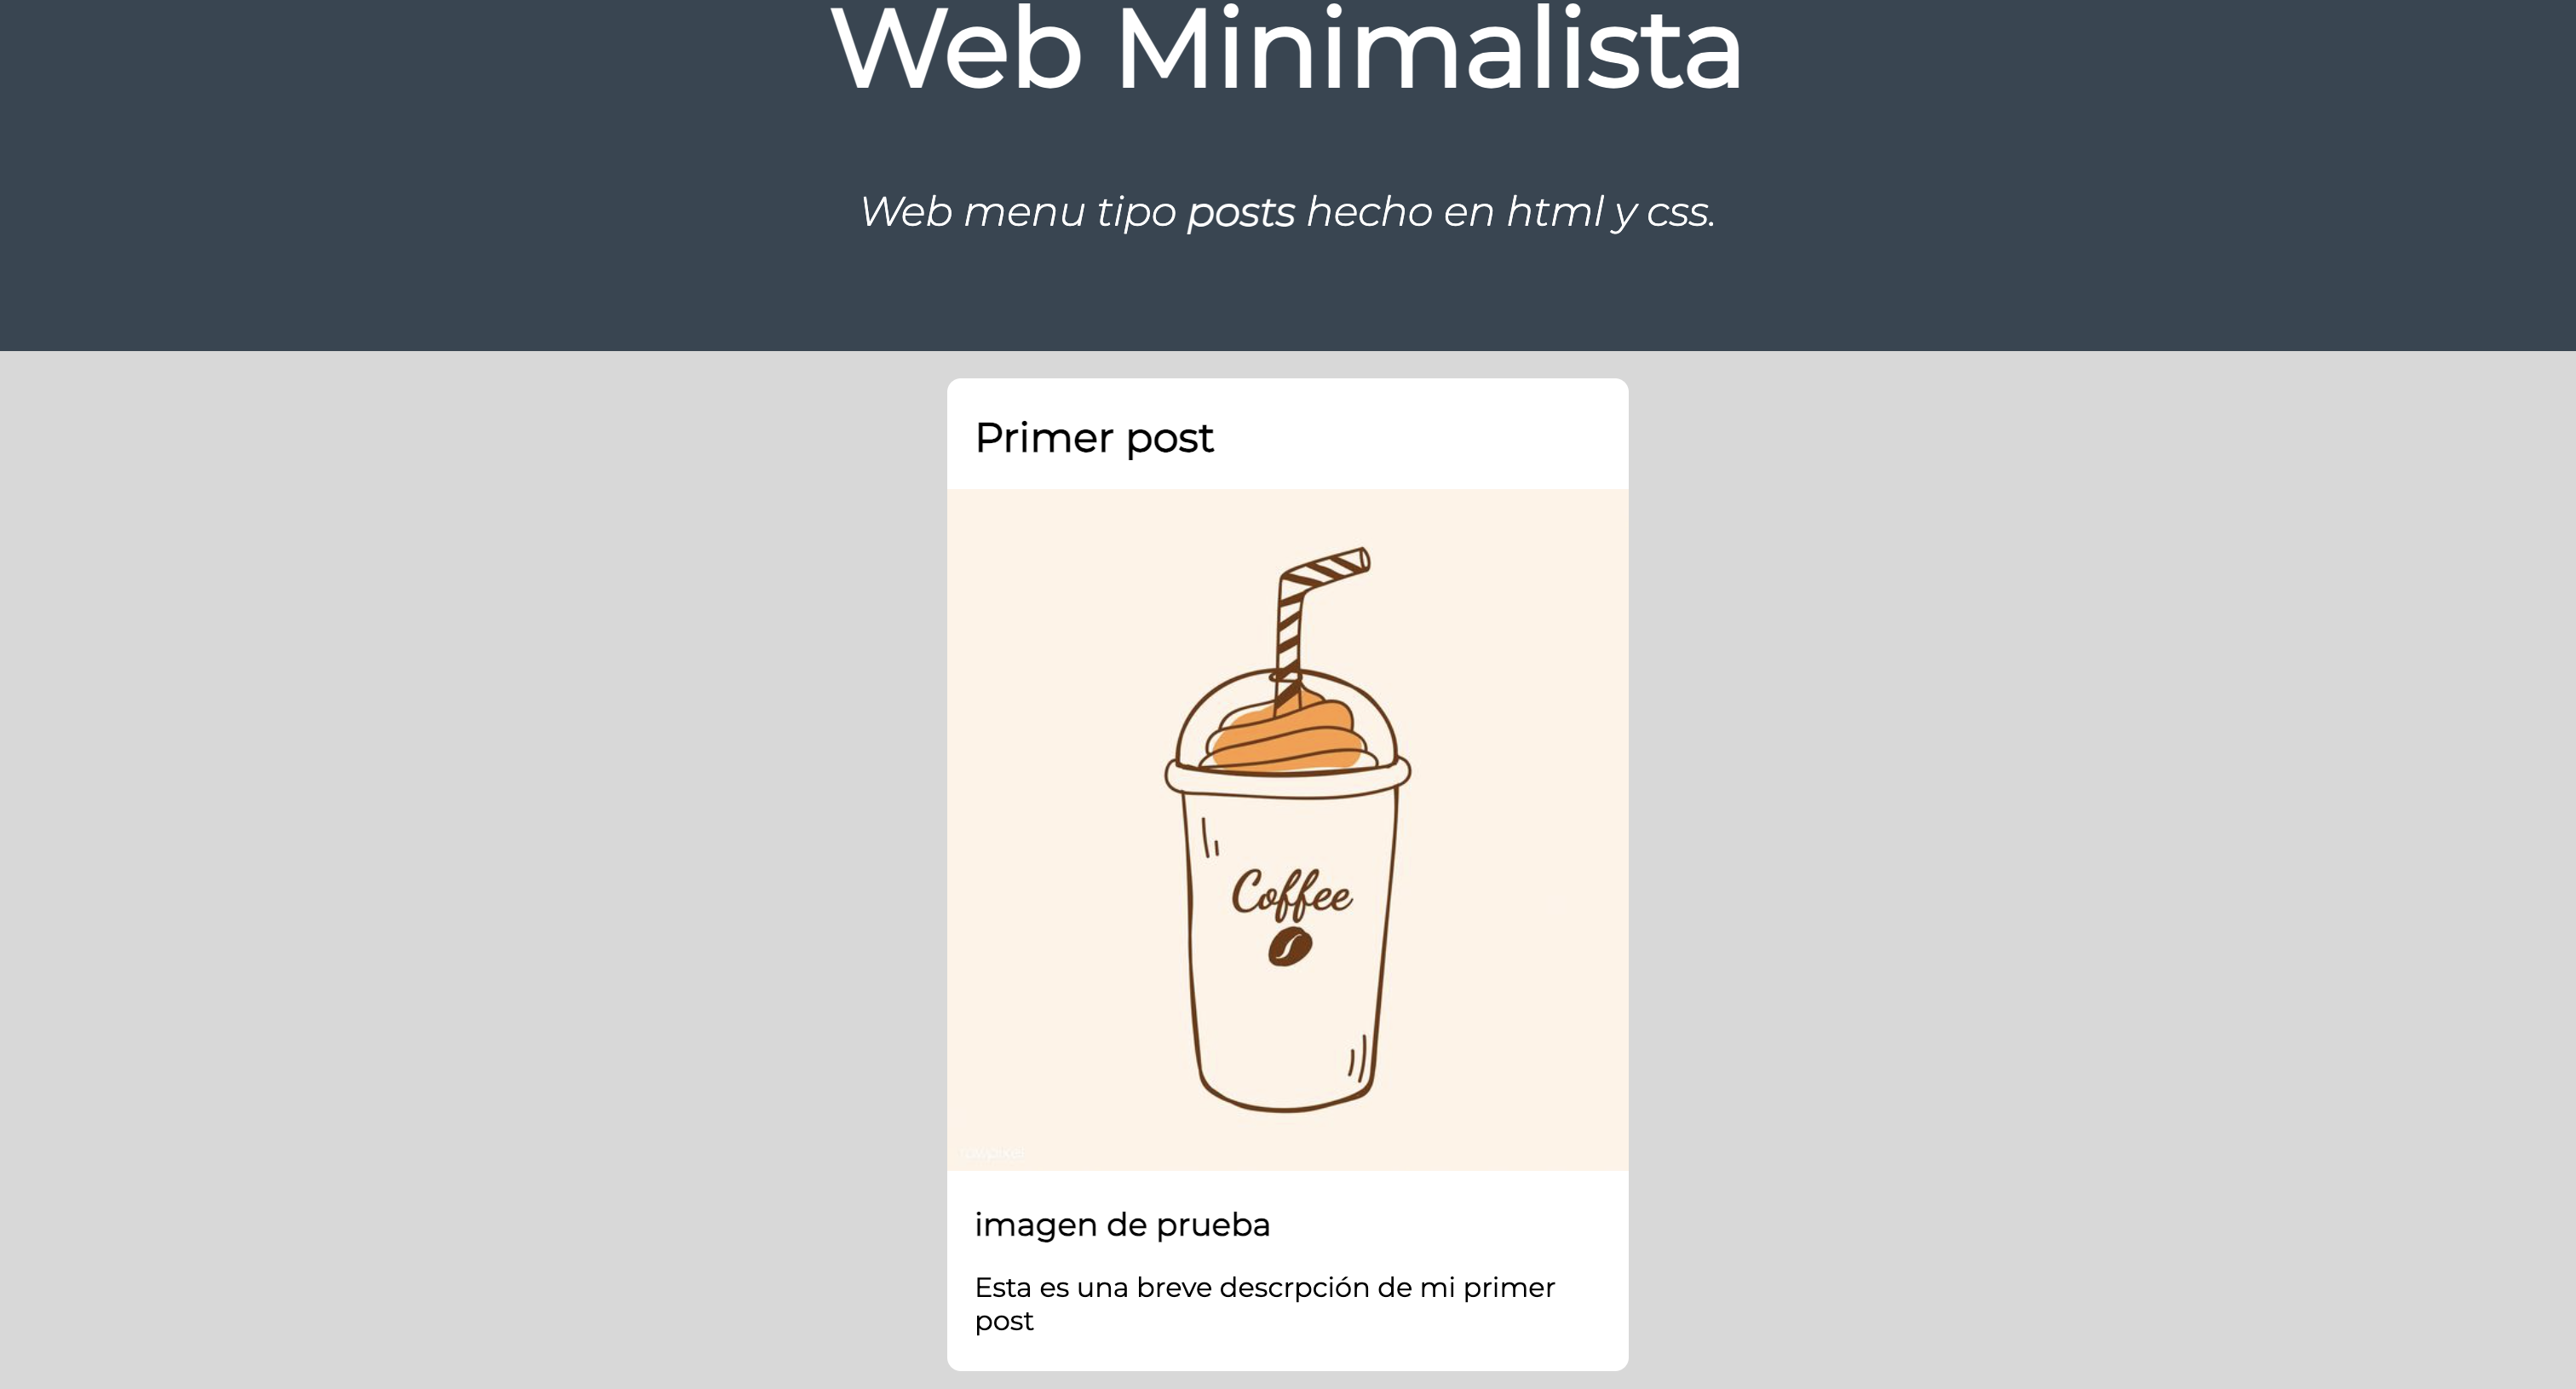 Web Minimalista
Web menu tipo posts hecho en html y css.
Primer post
Coffee
imagen de prueba
Esta es una breve descrpción de mi primer
post